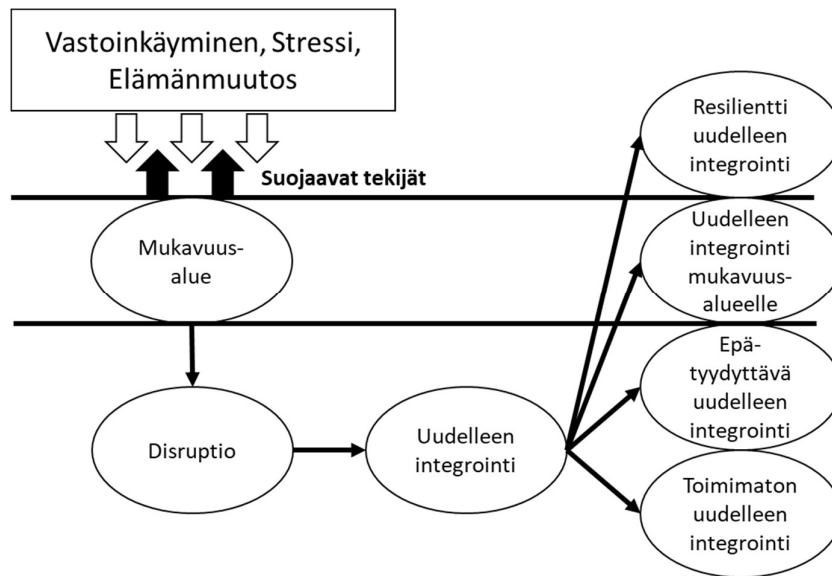 Vastoinkäyminen, Stressi,
Elämänmuutos
Suojaavat tekijät
Mukavuus-
alue
Disruptio
Uudelleen
integrointi
Resilientti
uudelleen
integrointi
Uudelleen
integrointi
mukavuus-
alueelle
Epä-
tyydyttävä
uudelleen
integrointi
Toimimaton
uudelleen
integrointi